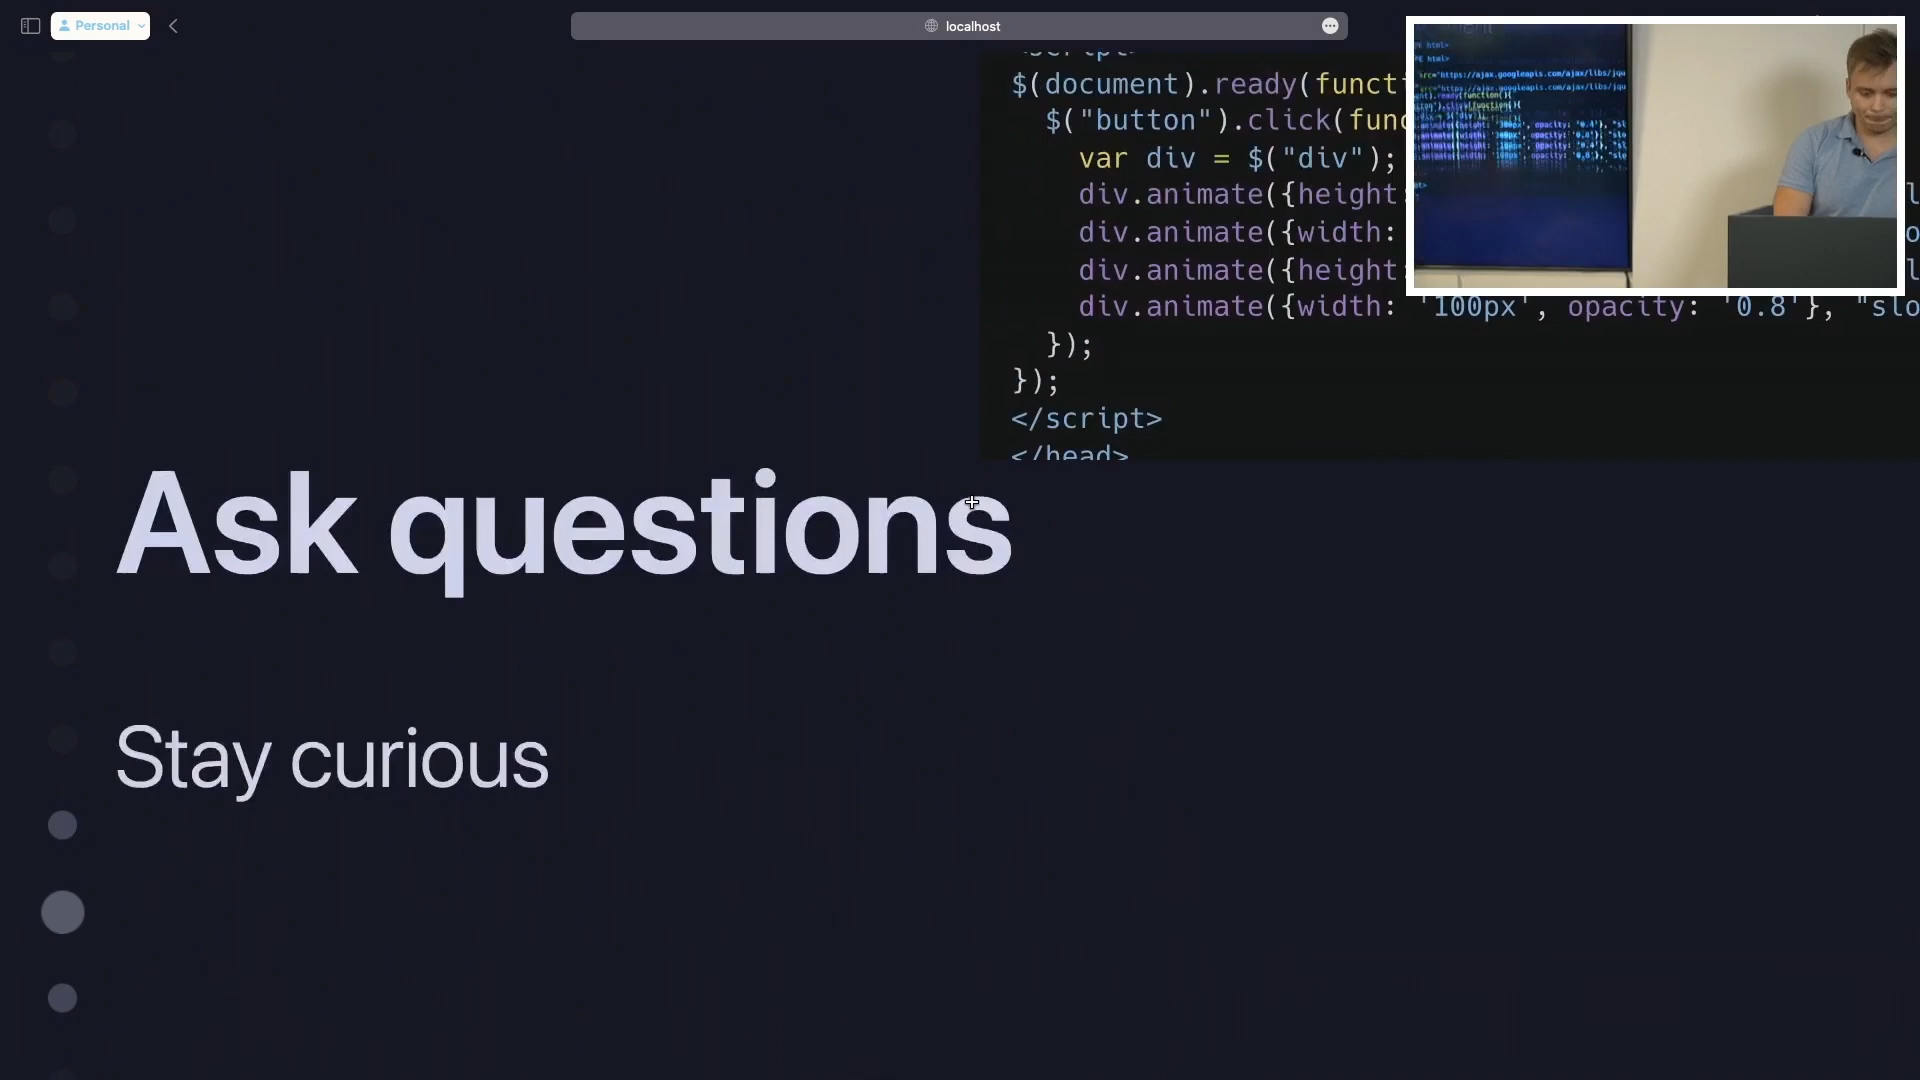 Personal
localhost
$(document).ready(functi
$("button").click(func
var div = $("div");
div.animate({height:
div.animate({width:
div.animate({height:
div.animate({width: '100px', opacity: '0.8'}, "slo
});
});
</script>
</head>
Ask questions
Stay curious